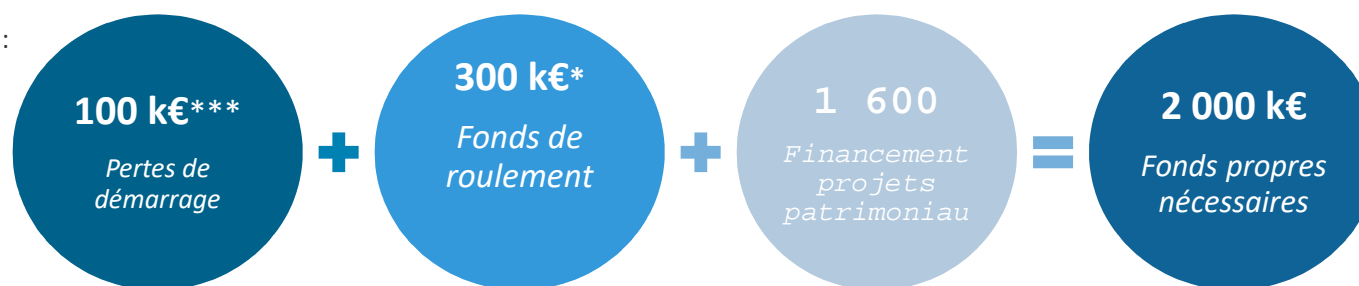 :
100 k€***
Pertes de
démarrage
300 k€*
Fonds de
roulement
1 600
Financement
projets
patrimoniau
2 000 k€
Fonds propres
nécessaires